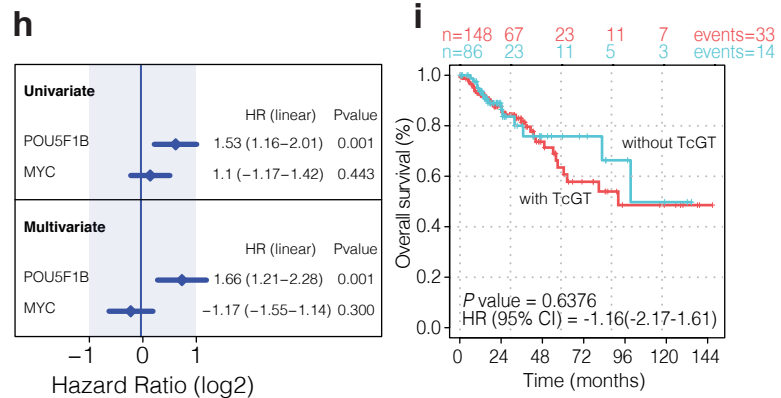 h
Univariate
HR (linear) Pvalue
POU5F1B 1.53 (1.16−2.01) 0.001
MYC 1.1 (−1.17−1.42) 0.443
Multivariate
HR (linear) Pvalue
POU5F1B 1.66 (1.21−2.28) 0.001
MYC −1.17 (−1.55−1.14) 0.300
−1 0 1
Hazard Ratio (log2)
i
n=148 67 23 11 7 events=33
n=86 23 11 5 3 events=14
Overall survival (%)
1.0
0.8
0.6
0.4
0.2
0.0
without TcGT
with TcGT
P value = 0.6376
HR (95% CI) = -1.16(-2.17-1.61)
0 24 48 72 96 120 144
Time (months)